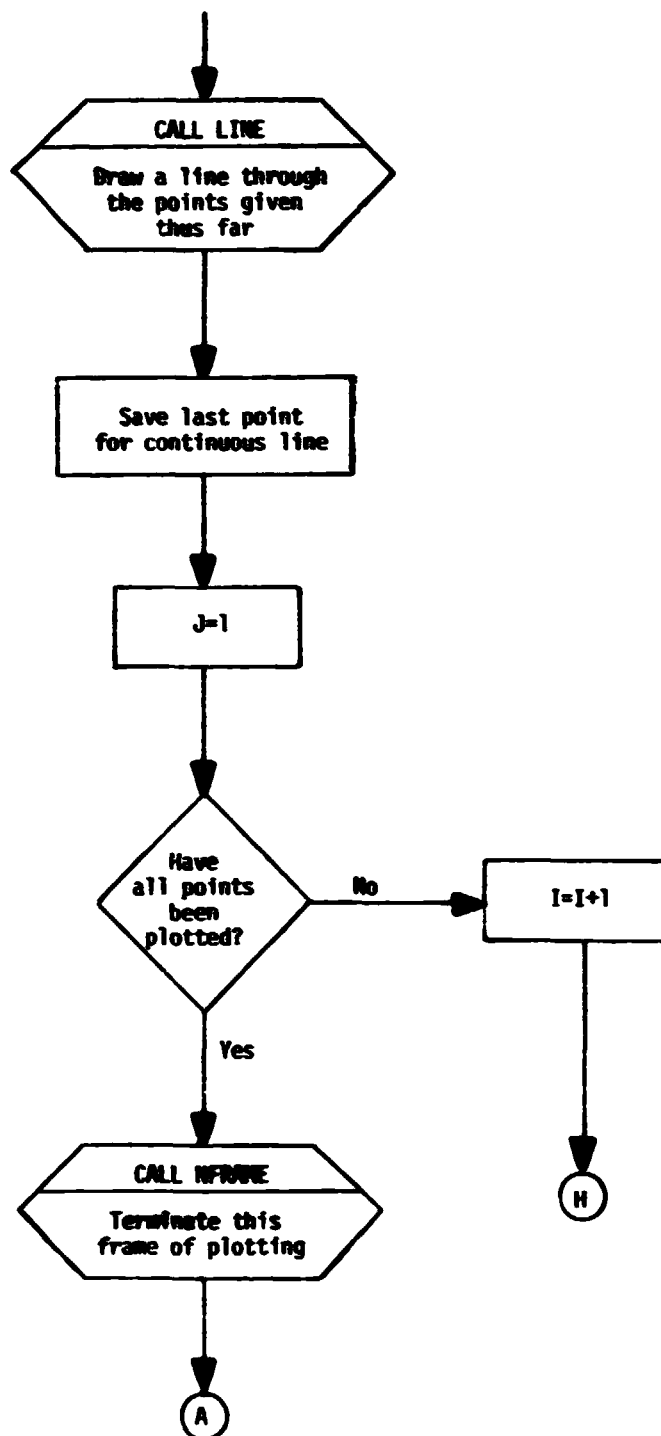 CALL LINE
Draw a line through
the points given
thus far
Save last point
for continuous line
J=1
Have
all points
been
plotted?
No
I=I+1
Yes
H
CALL NFRAME
Terminate this
frame of plotting
A